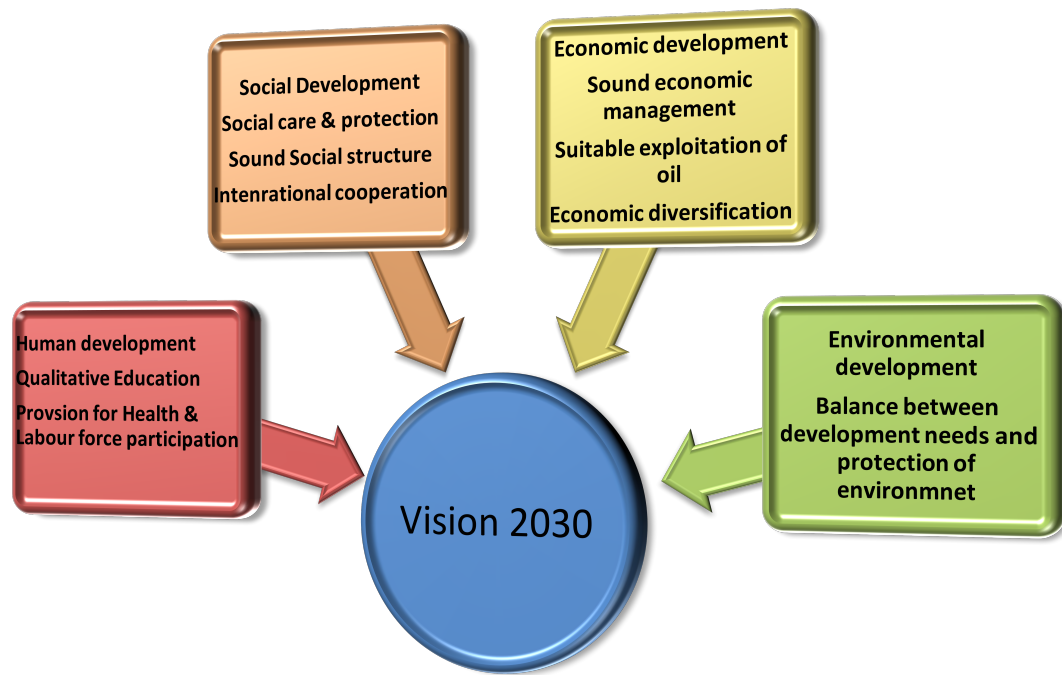 Human development
Qualitative Education
Provsion for Health &
Labour force participation
Social Development
Social care & protection
Sound Social structure
Intenrational cooperation
Economic development
Sound economic
management
Suitable exploitation of
oil
Economic diversification
Environmental
development
Balance between
development needs and
protection of
environmnet
Vision 2030